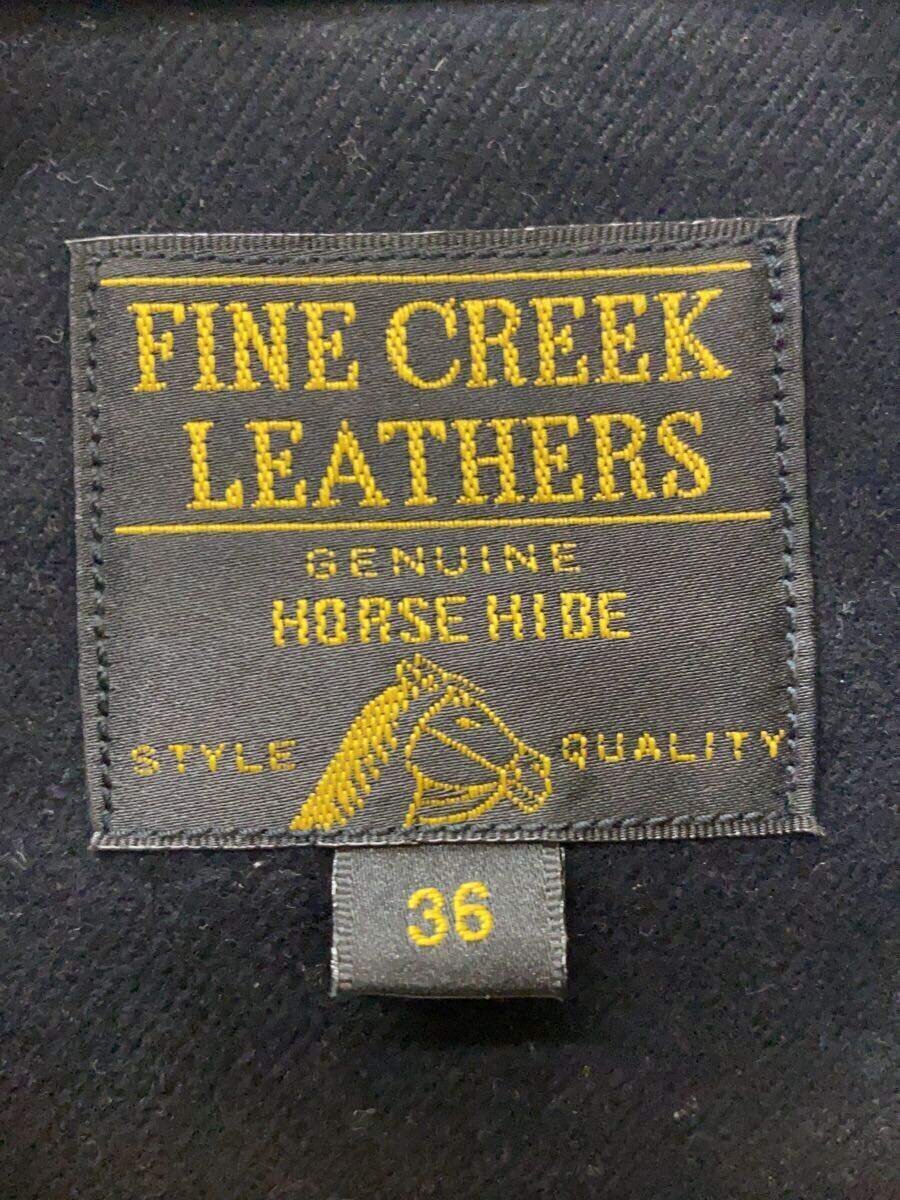 FINE CREEK
LEATHERS
GENUINE
HORSE HIDE
STYLE QUALITY
36